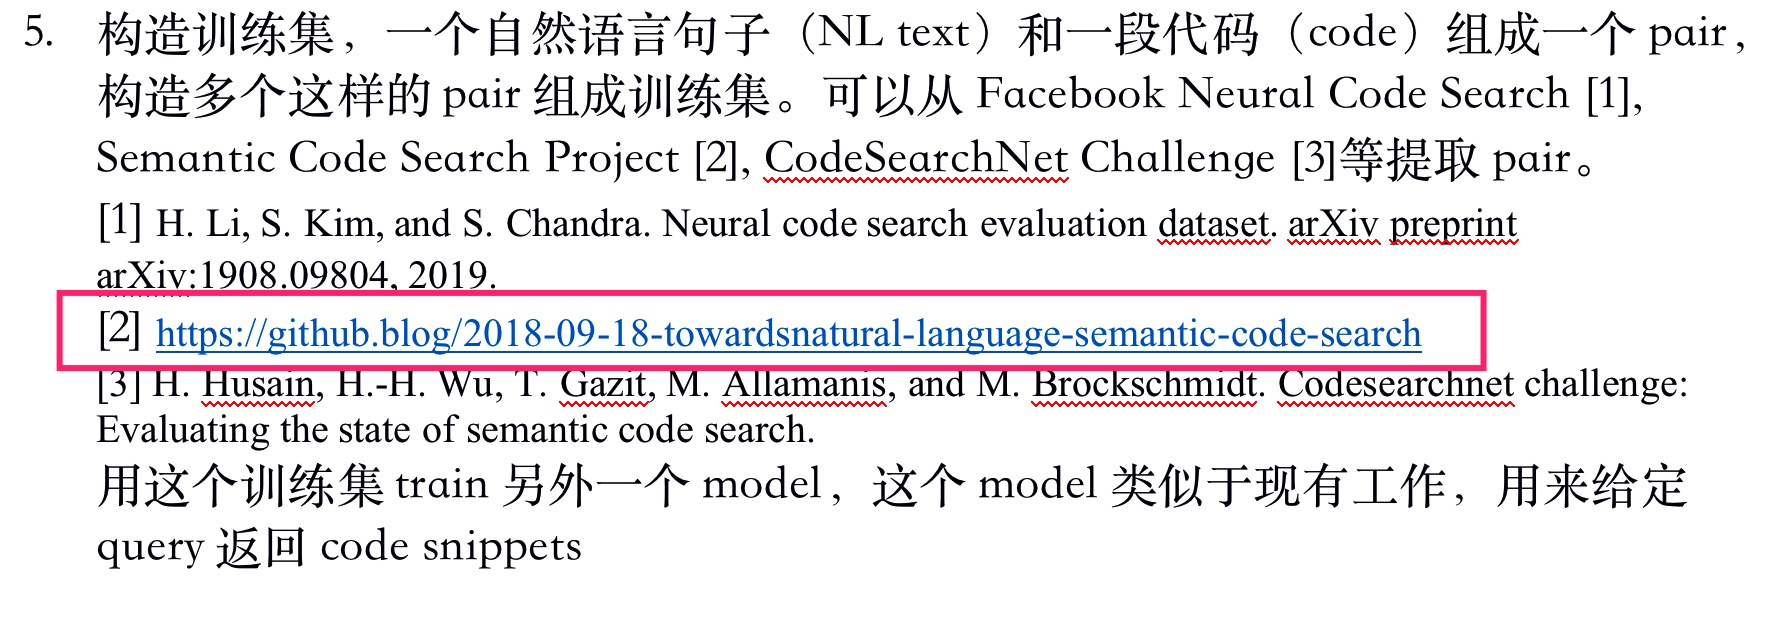 5. 构造训练集，一个自然语言句子（NL text）和一段代码（code）组成一个 pair，
构造多个这样的 pair 组成训练集。可以从 Facebook Neural Code Search [1],
Semantic Code Search Project [2], CodeSearchNet Challenge [3]等提取 pair。
[1] H. Li, S. Kim, and S. Chandra. Neural code search evaluation dataset. arXiv preprint
arXiv:1908.09804, 2019.
[2] https://github.blog/2018-09-18-towardsnatural-language-semantic-code-search
[3] H. Husain, H.-H. Wu, T. Gazit, M. Allamanis, and M. Brockschmidt. Codesearchnet challenge:
Evaluating the state of semantic code search.
用这个训练集 train 另外一个 model，这个 model 类似于现有工作，用来给定
query 返回 code snippets